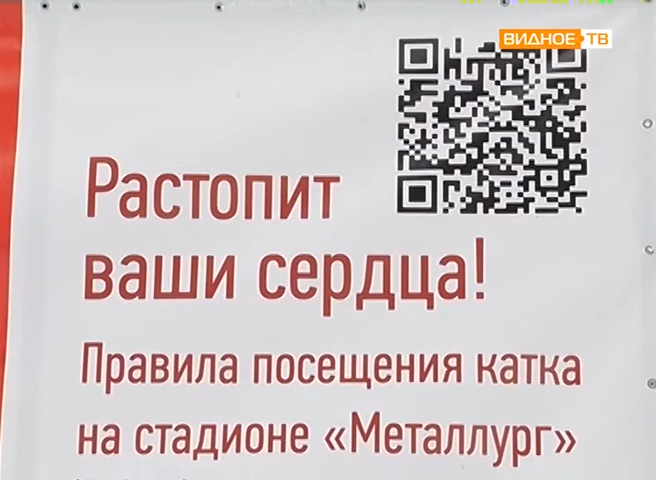 ВИДНОЕ ТВ
Растопит
ваши сердца!
Правила посещения катка
на стадионе «Металлург»